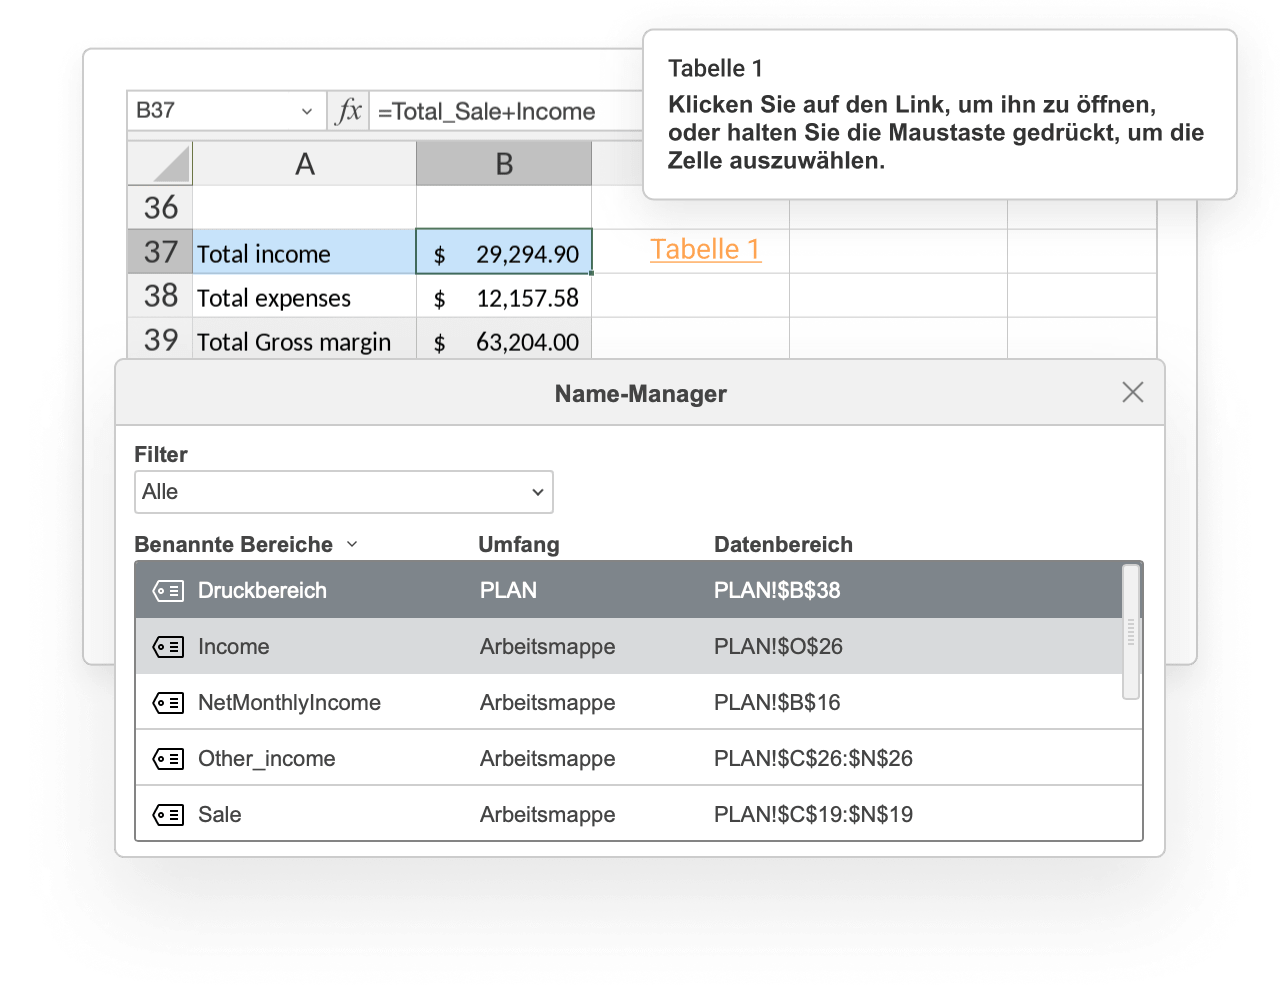 Tabelle 1
Klicken Sie auf den Link, um ihn zu öffnen,
oder halten Sie die Maustaste gedrückt, um die
Zelle auszuwählen.
B37 fx =Total_Sale+Income
A B
36
37 Total income $ 29,294.90 Tabelle 1
38 Total expenses $ 12,157.58
39 Total Gross margin $ 63,204.00
Name-Manager
Filter
Alle
Benannte Bereiche Umfang Datenbereich
Druckbereich PLAN PLAN!$B$38
Income Arbeitsmappe PLAN!$O$26
NetMonthlyIncome Arbeitsmappe PLAN!$B$16
Other_income Arbeitsmappe PLAN!$C$26:$N$26
Sale Arbeitsmappe PLAN!$C$19:$N$19